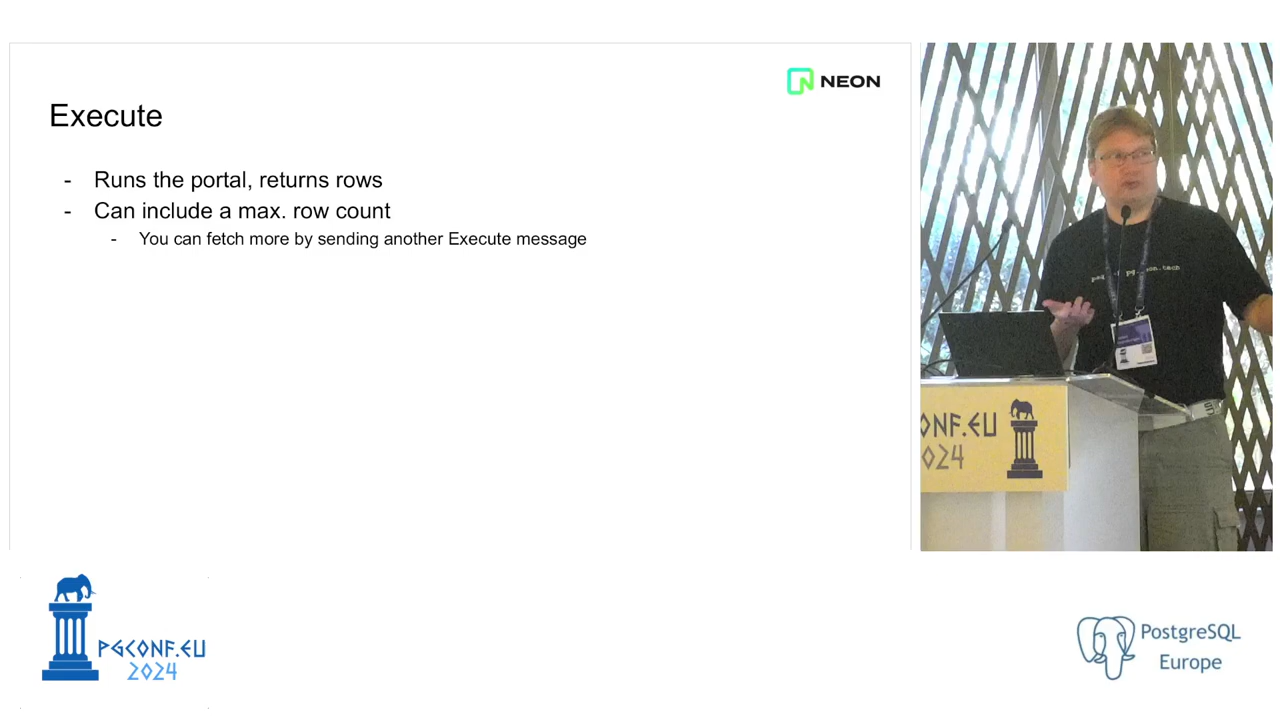 NEON
Execute
- Runs the portal, returns rows
- Can include a max. row count
- You can fetch more by sending another Execute message
ONF.EU
2024
PGCONF.EU
2024
PostgreSQL
Europe